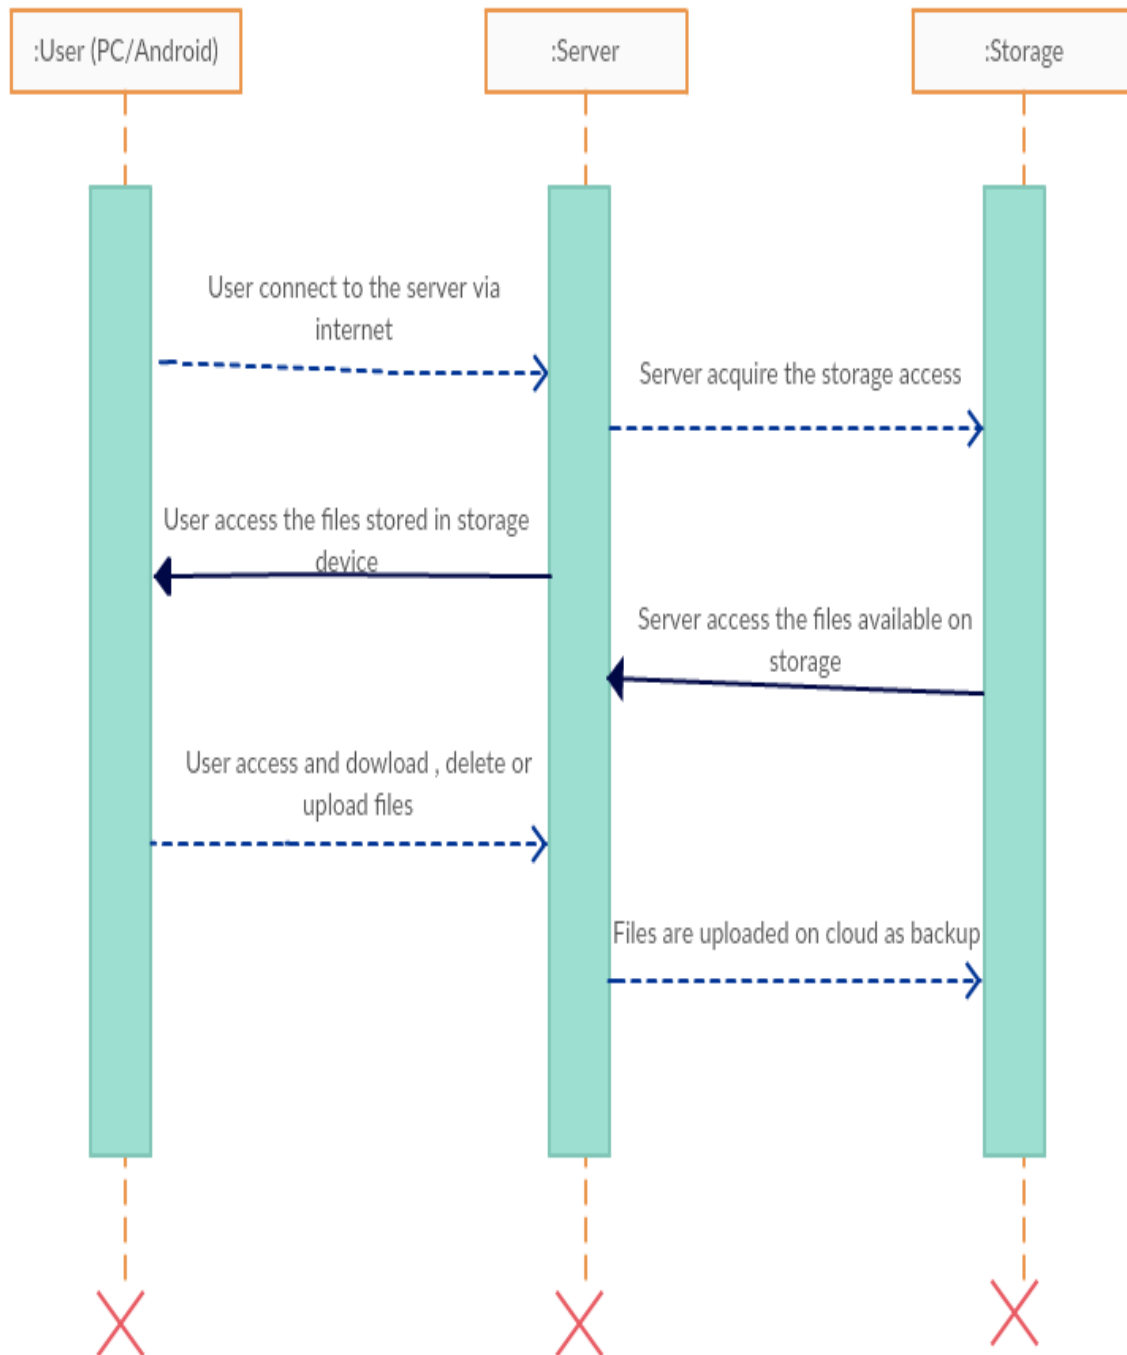 :User (PC/Android)
:Server
:Storage
User connect to the server via
internet
Server acquire the storage access
User access the files stored in storage
device
Server access the files available on
storage
User access and dowload , delete or
upload files
Files are uploaded on cloud as backup